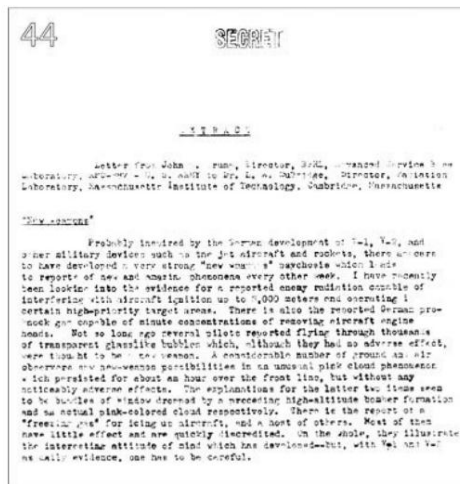 44
SECRET
EXTRACT
Letter from John Director, BBRL, Advanced Service Base
Laboratory, - U. S. ARMY to Dr. L. A. DuBridge, Director, Radiation
Laboratory, Massachusetts Institute of Technology, Cambridge, Massachusetts
"New Weapons"
Probably inspired by the German development of V-1, V-2, and
other military devices such as the jet aircraft and rockets, there appears
to have developed a very strong "new weapons" psychosis which leads
to reports of new and amazing phenomena every other week. I have recently
been looking into the evidence for a reported enemy radiation capable of
interfering with aircraft ignition up to 5,000 meters and operating in
certain high-priority target areas. There is also the reported German pro-
knock gas capable of minute concentrations of removing aircraft engine
heads. Not so long ago several pilots reported flying through thousands
of transparent glasslike bubbles which, although they had no adverse effect,
were thought to be a new weapon. A considerable number of ground and air
observers saw new-weapon possibilities in an unusual pink cloud phenomenon
which persisted for about an hour over the front line, but without any
noticeably adverse effects. The explanations for the latter two items seem
to be bundles of window dropped by a preceding high-altitude bomber formation
and an actual pink-colored cloud respectively. There is the report of a
"freezing gas" for icing up aircraft, and a host of others. Most of them
have little effect and are quickly discredited. On the whole, they illustrate
the interesting attitude of mind which has developed--but, with V-1 and V-2
as daily evidence, one has to be careful.